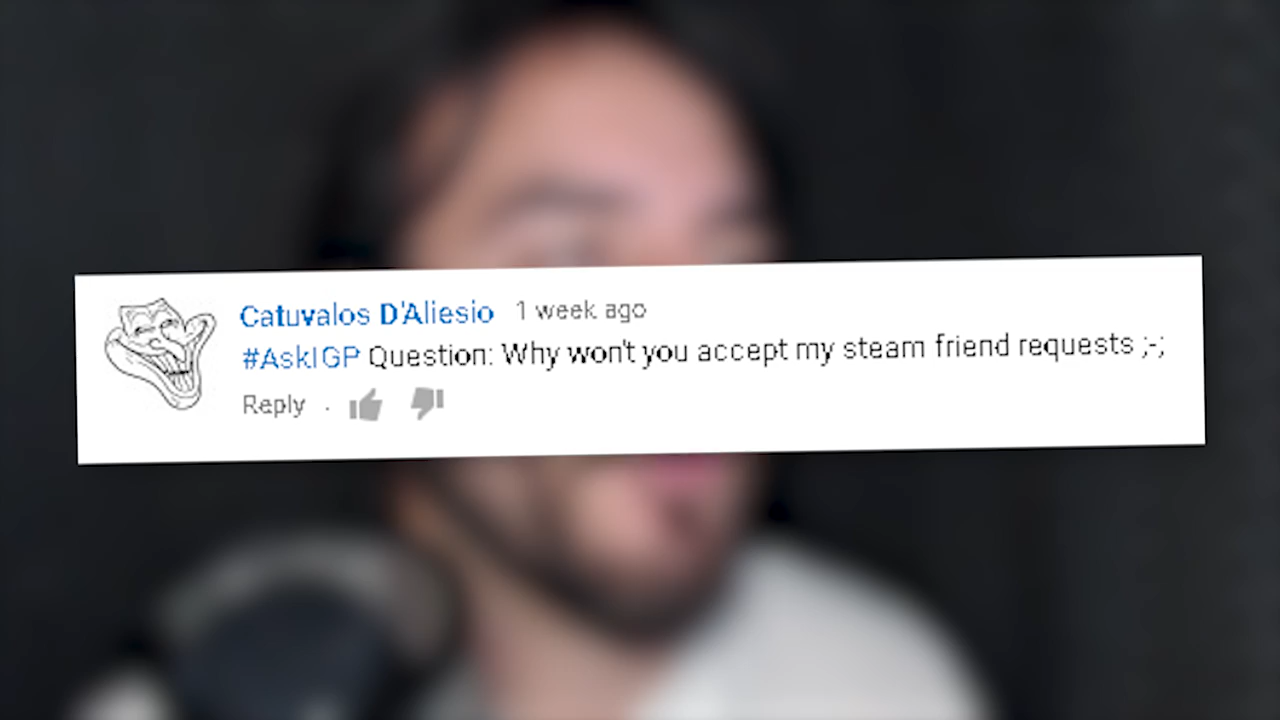 Catuvalos D'Aliesio 1 week ago
#AskIGP Question: Why won't you accept my steam friend requests ;-;
Reply ·